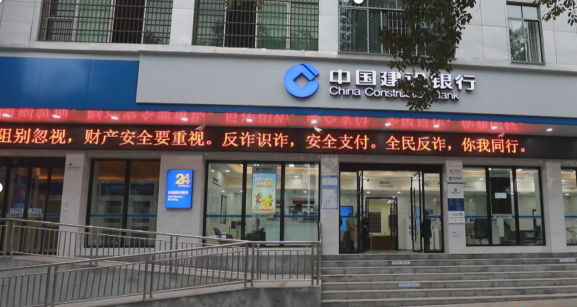 中国建设银行
China Construction Bank
阻别忽视，财产安全要重视。反诈识诈，安全支付。全民反诈，你我同行。
24